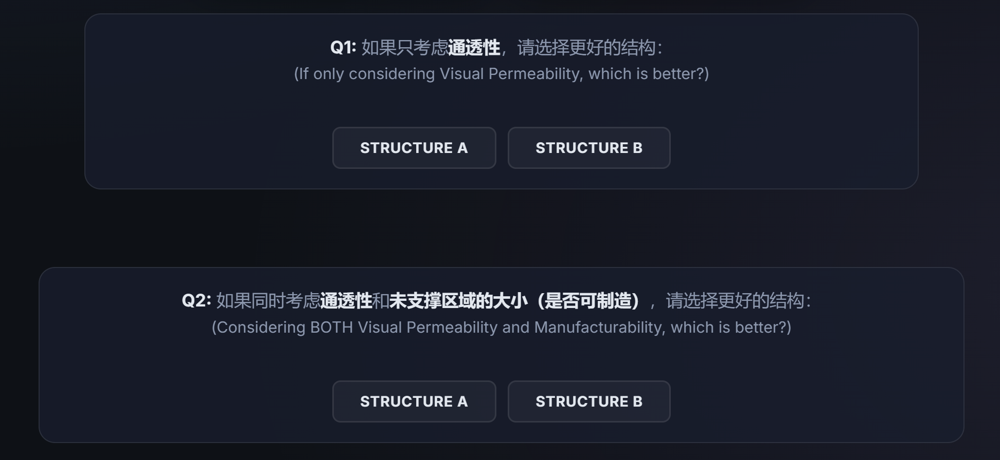 Q1: 如果只考虑通透性，请选择更好的结构：
(If only considering Visual Permeability, which is better?)
STRUCTURE A STRUCTURE B
Q2: 如果同时考虑通透性和未支撑区域的大小（是否可制造），请选择更好的结构：
(Considering BOTH Visual Permeability and Manufacturability, which is better?)
STRUCTURE A STRUCTURE B